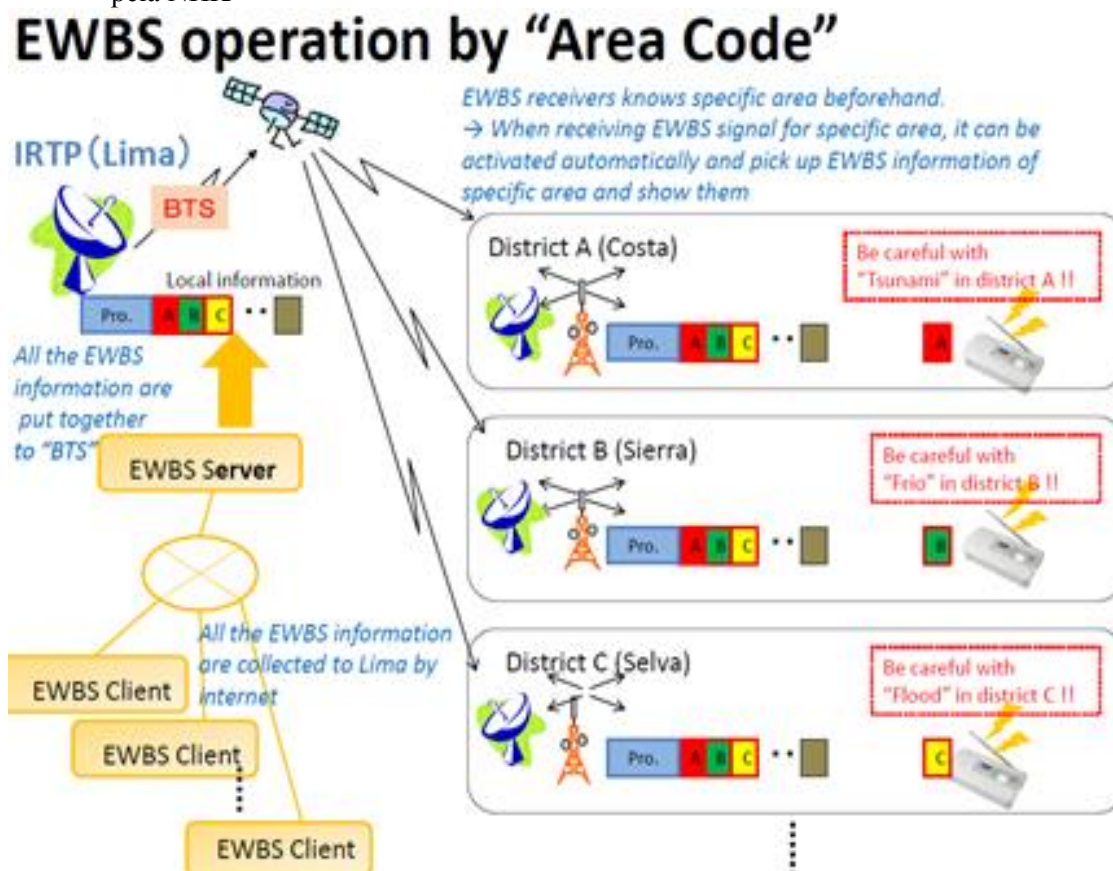 EWBS operation by “Area Code”
EWBS receivers knows specific area beforehand.
→ When receiving EWBS signal for specific area, it can be
activated automatically and pick up EWBS information of
specific area and show them
IRTP (Lima)
BTS
Local information
Pro. A B C
All the EWBS
information are
put together
to “BTS”
EWBS Server
All the EWBS information
are collected to Lima by
internet
EWBS Client
EWBS Client
EWBS Client
District A (Costa)
Be careful with
“Tsunami” in district A !!
Pro. A B C
A
District B (Sierra)
Be careful with
“Frio” in district B !!
Pro. A B C
B
District C (Selva)
Be careful with
“Flood” in district C !!
Pro. A B C
C